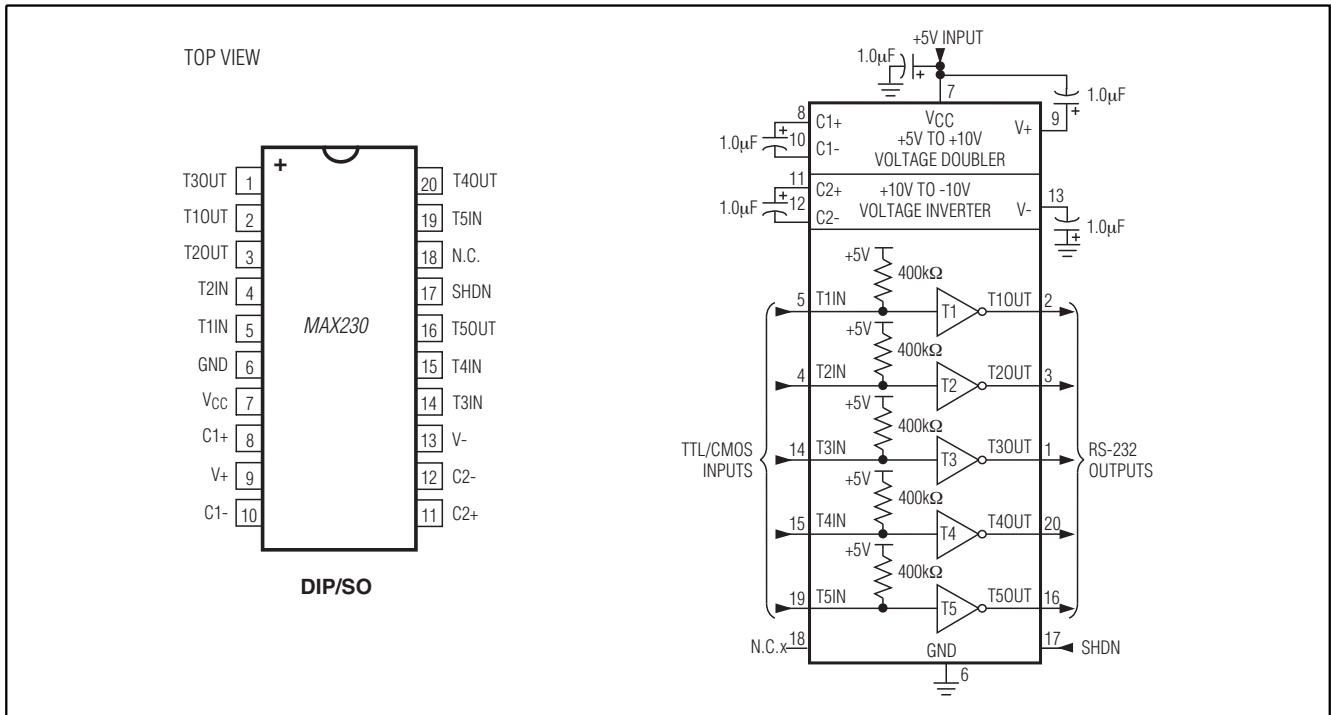 TOP VIEW
+
T3OUT 1
T1OUT 2
T2OUT 3
T2IN 4
T1IN 5
GND 6
VCC 7
C1+ 8
V+ 9
C1- 10
20 T4OUT
19 T5IN
18 N.C.
17 SHDN
16 T5OUT
15 T4IN
14 T3IN
13 V-
12 C2-
11 C2+
MAX230
DIP/SO
+5V INPUT
1.0μF
+
7
1.0μF
+
8 C1+
VCC
V+ 9
1.0μF
+
10 C1-
+5V TO +10V
VOLTAGE DOUBLER
11 C2+
+10V TO -10V
VOLTAGE INVERTER
V- 13
1.0μF
+
12 C2-
1.0μF
+
+5V
400kΩ
5 T1IN
T1
T1OUT 2
+5V
400kΩ
4 T2IN
T2
T2OUT 3
+5V
400kΩ
TTL/CMOS
INPUTS
14 T3IN
T3
T3OUT 1
RS-232
OUTPUTS
+5V
400kΩ
15 T4IN
T4
T4OUT 20
+5V
400kΩ
19 T5IN
T5
T5OUT 16
N.C.x 18
GND
17 SHDN
6